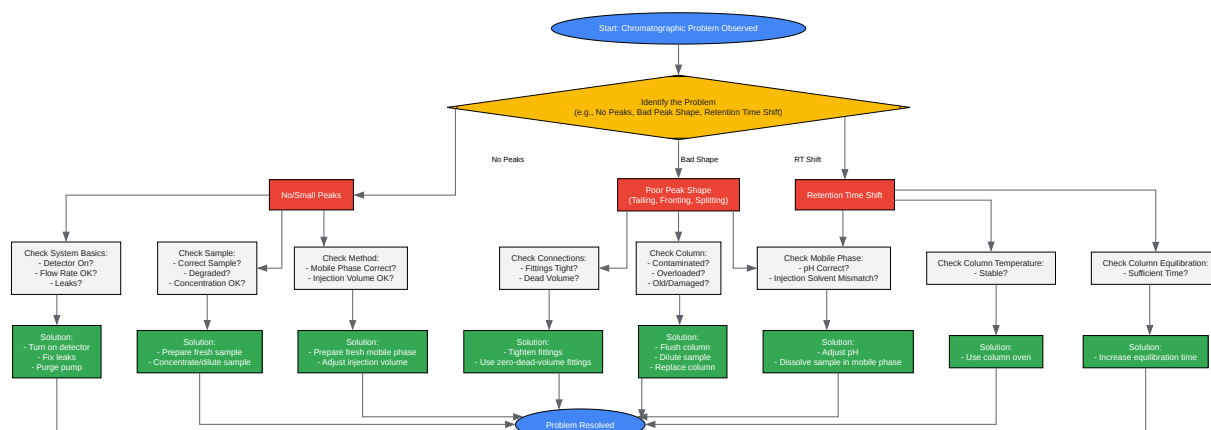 Start: Chromatographic Problem Observed
Identify the Problem
(e.g., No Peaks, Bad Peak Shape, Retention Time Shift)
No Peaks
Bad Shape
RT Shift
No/Small Peaks
Poor Peak Shape
(Tailing, Fronting, Splitting)
Retention Time Shift
Check System Basics:
- Detector On?
- Flow Rate OK?
- Leaks?
Check Sample:
- Correct Sample?
- Degraded?
- Concentration OK?
Check Method:
- Mobile Phase Correct?
- Injection Volume OK?
Check Connections:
- Fittings Tight?
- Dead Volume?
Check Column:
- Contaminated?
- Overloaded?
- Old/Damaged?
Check Mobile Phase:
- pH Correct?
- Injection Solvent Mismatch?
Check Column Temperature:
- Stable?
Check Column Equilibration:
- Sufficient Time?
Solution:
- Turn on detector
- Fix leaks
- Purge pump
Solution:
- Prepare fresh sample
- Concentrate/dilute sample
Solution:
- Prepare fresh mobile phase
- Adjust injection volume
Solution:
- Tighten fittings
- Use zero-dead-volume fittings
Solution:
- Flush column
- Dilute sample
- Replace column
Solution:
- Adjust pH
- Dissolve sample in mobile phase
Solution:
- Use column oven
Solution:
- Increase equilibration time
Problem Resolved